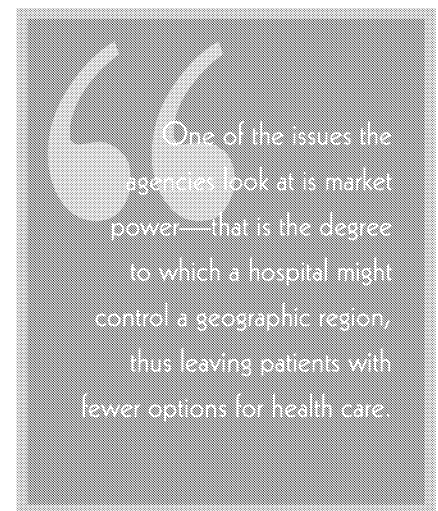 One of the issues the
agencies look at is market
power—that is the degree
to which a hospital might
control a geographic region,
thus leaving patients with
fewer options for health care.